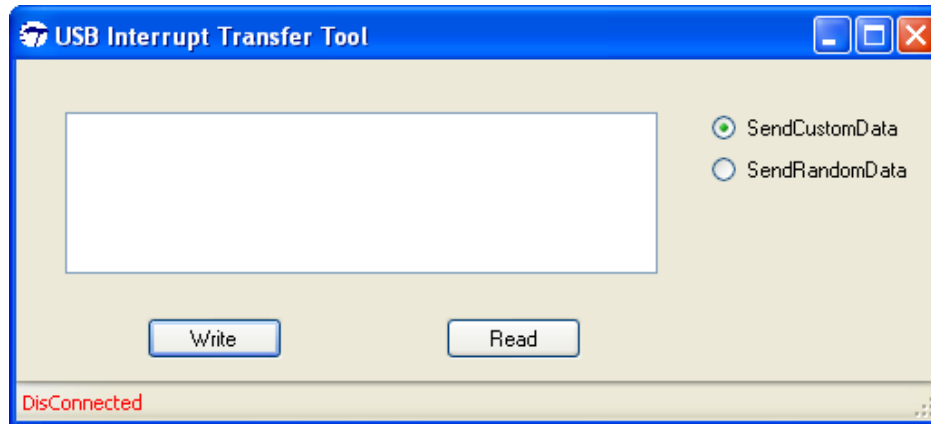 USB Interrupt Transfer Tool
SendCustomData
SendRandomData
Write
Read
DisConnected